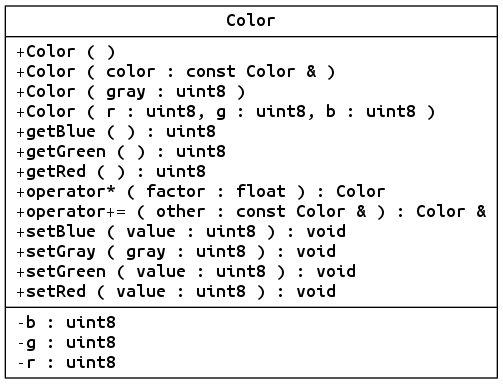 Color
+Color ( )
+Color ( color : const Color & )
+Color ( gray : uint8 )
+Color ( r : uint8, g : uint8, b : uint8 )
+getBlue ( ) : uint8
+getGreen ( ) : uint8
+getRed ( ) : uint8
+operator* ( factor : float ) : Color
+operator+= ( other : const Color & ) : Color &
+setBlue ( value : uint8 ) : void
+setGray ( gray : uint8 ) : void
+setGreen ( value : uint8 ) : void
+setRed ( value : uint8 ) : void
-b : uint8
-g : uint8
-r : uint8